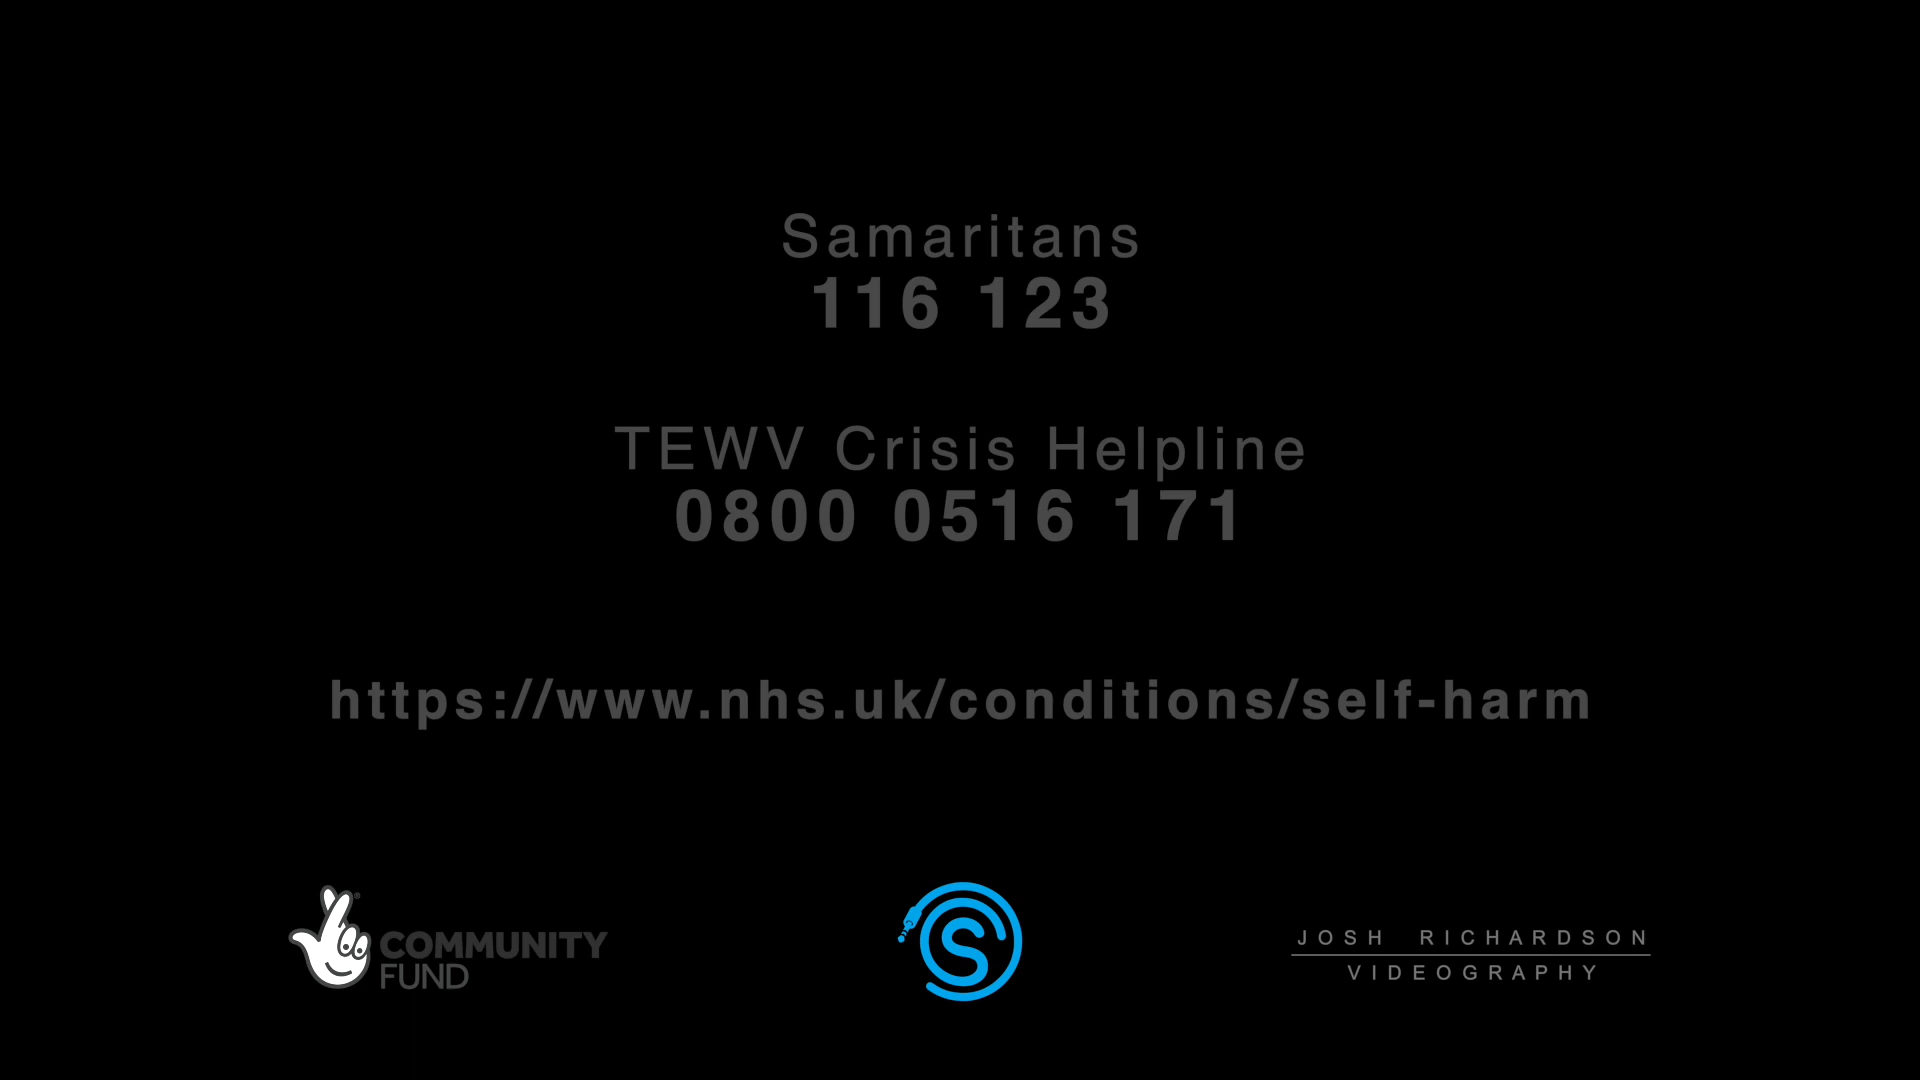 Samaritans
116 123
TEWV Crisis Helpline
0800 0516 171
https://www.nhs.uk/conditions/self-harm
COMMUNITY
FUND
S
JOSH RICHARDSON
VIDEOGRAPHY